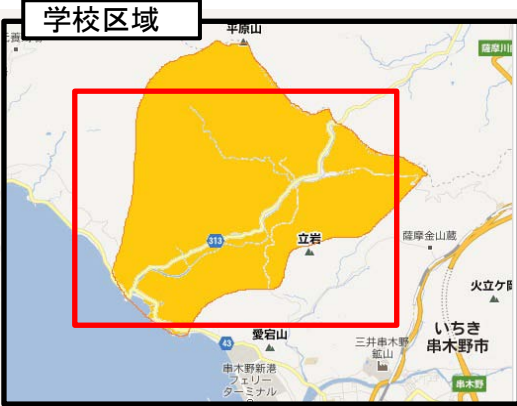 学校区域
平原山
薩摩川
313
立岩
薩摩金山蔵
火立ケ岡
いちき
串木野市
43
愛宕山
三井串木野
鉱山
串木野新港
フェリー
ターミナル
串木野